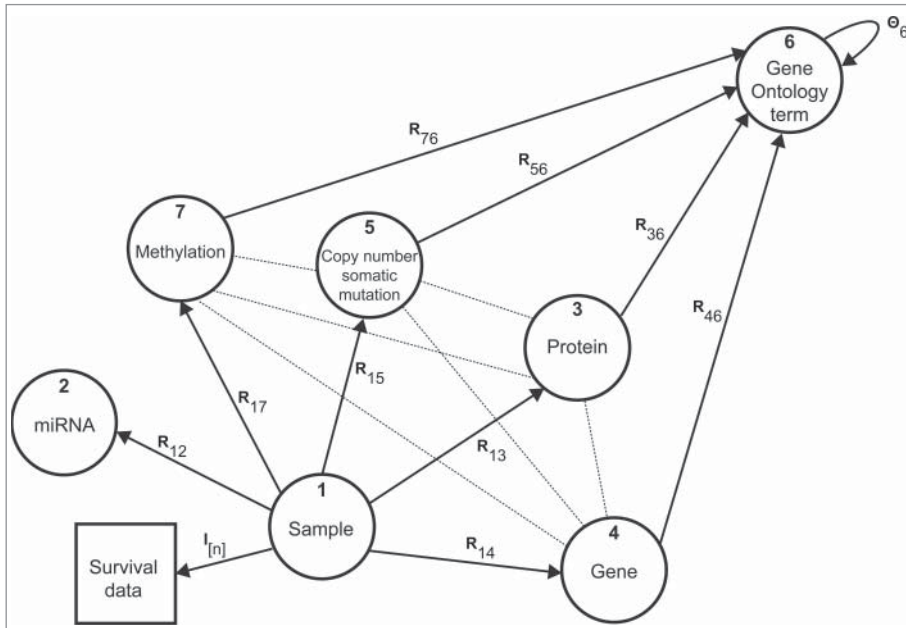 6
Gene
Ontology
term
Θ6
R76
R56
7
Methylation
5
Copy number
somatic
mutation
R36
3
Protein
R46
R17
R15
2
miRNA
R12
R13
1
Sample
I[n]
R14
4
Gene
Survival
data